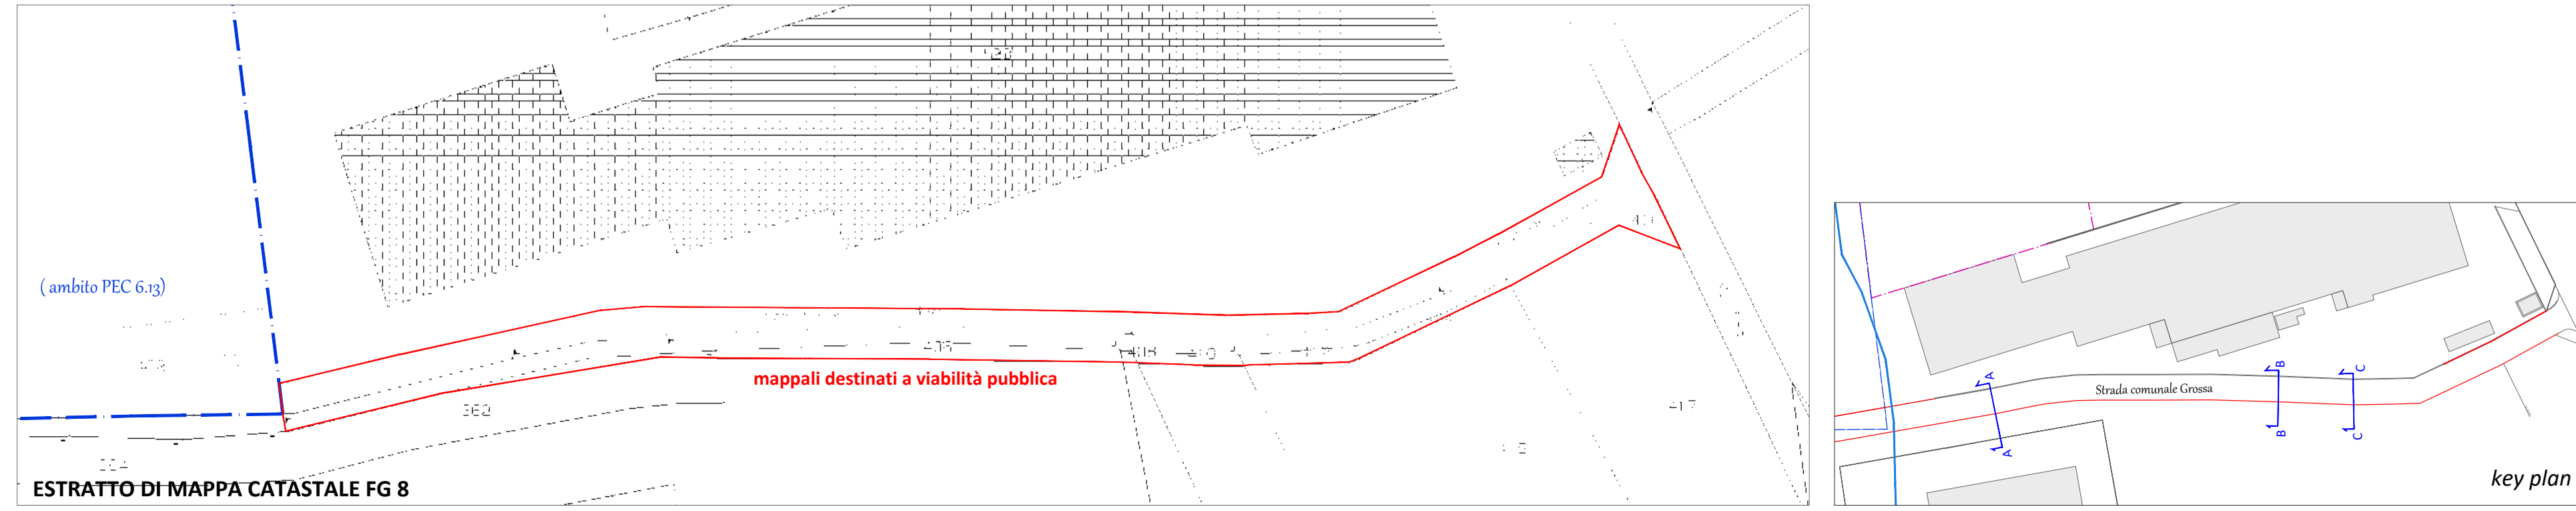 ( ambito PEC 6.13)
mappali destinati a viabilità pubblica
ESTRATTO DI MAPPA CATASTALE FG 8
Strada comunale Grossa
A
A
B
B
C
C
key plan